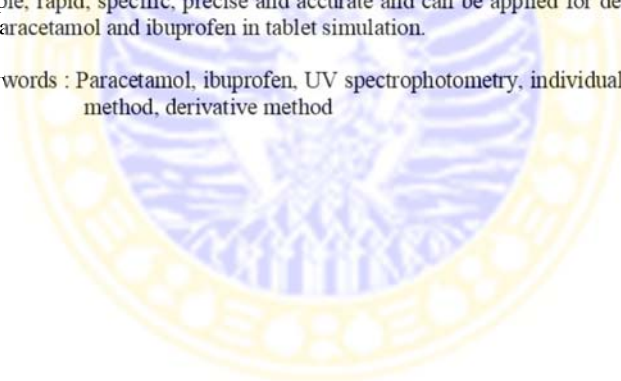 ple, rapid, specific, precise and accurate and can be applied for de
aracetamol and ibuprofen in tablet simulation.
words : Paracetamol, ibuprofen, UV spectrophotometry, individual
method, derivative method